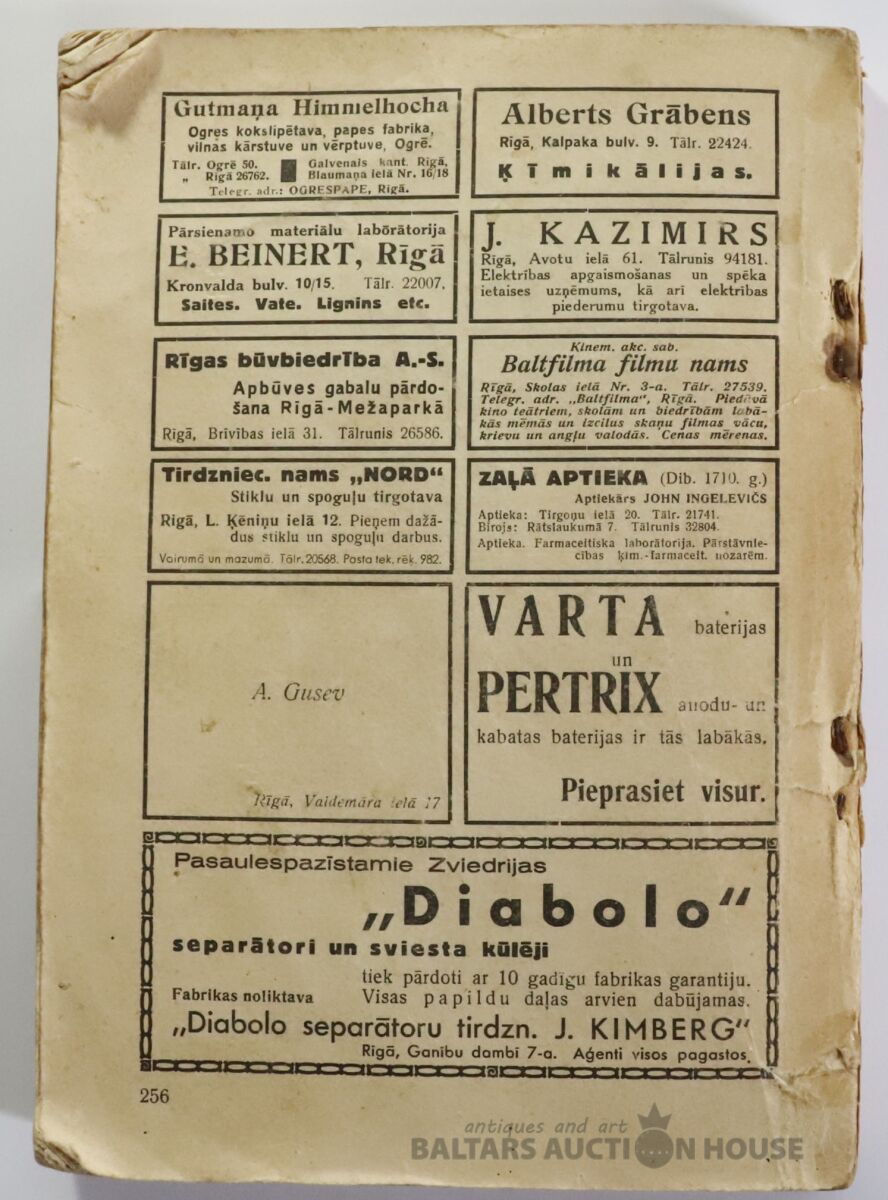 Gutmaņa Himmelhocha
Ogres kokslīpētava, papes fabrika,
vilnas kārstuve un vērptuve, Ogrē.
Tālr. Ogrē 50.
„ Rīgā 26762.
Galvenais kant. Rīgā,
Blaumaņa ielā Nr. 16/18
Telegr. adr.: OGRESPAPE, Rīgā.
Alberts Grābens
Rīgā, Kalpaka bulv. 9. Tālr. 22424.
Ķīmikālijas.
Pārsienamo materiālu labōrātorija
E. BEINERT, Rīgā
Kronvalda bulv. 10/15. Tālr. 22007.
Saites. Vate. Lignins etc.
J. KAZIMIRS
Rīgā, Avotu ielā 61. Tālrunis 94181.
Elektrības apgaismošanas un spēka
ietaises uzņēmums, kā arī elektrības
piederumu tirgotava.
Rīgas būvbiedrība A.-S.
Apbūves gabalu pārdo-
šana Rīgā-Mežaparkā
Rīgā, Brīvības ielā 31. Tālrunis 26586.
Kinem. akc. sab.
Baltfilma filmu nams
Rīgā, Skolas ielā Nr. 3-a. Tālr. 27539.
Telegr. adr. „Baltfilma“, Rīgā. Piedāvā
kino teātriem, skolām un biedrībām labā-
kās mēmās un izcilus skaņu filmas vācu,
krievu un angļu valodās. Cenas mērenas.
Tirdzniec. nams „NORD“
Stiklu un spoguļu tirgotava
Rīgā, L. Ķēniņu ielā 12. Pieņem dažā-
dus stiklu un spoguļu darbus.
Vairumā un mazumā. Tālr. 20568. Pasta tek. rēķ. 982.
ZAĻĀ APTIEKA (Dib. 1710. g.)
Aptiekārs JOHN INGELEVIČS
Aptieka: Tirgoņu ielā 20. Tālr. 21741.
Birojs: Rātslaukumā 7. Tālrunis 32804.
Aptieka. Farmaceitiska laborātorija. Pārstāvnie-
cības ķīm.-farmaceit. nozarēm.
A. Gusev
Rīgā, Valdemāra ielā 17
VARTA baterijas
un
PERTRIX anodu- un
kabatas baterijas ir tās labākās.
Pieprasiet visur.
Pasaulespazīstamie Zviedrijas
„Diabolo“
separātori un sviesta kūlēji
tiek pārdoti ar 10 gadīgu fabrikas garantiju.
Fabrikas noliktava Visas papildu daļas arvien dabūjamas.
„Diabolo separātoru tirdzn. J. KIMBERG“
Rīgā, Ganību dambī 7-a. Aģenti visos pagastos.
256
antiques and art
BALTARS AUCTION HOUSE